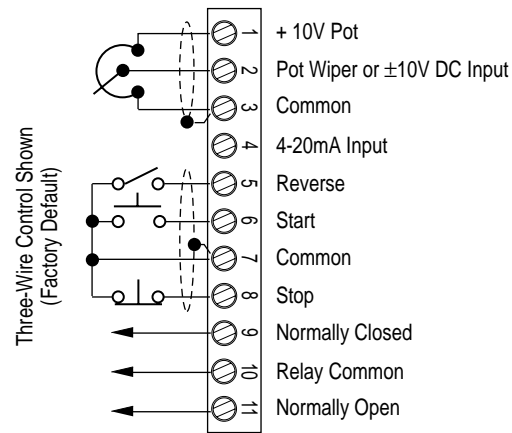 Three-Wire Control Shown
(Factory Default)
1 + 10V Pot
2 Pot Wiper or ±10V DC Input
3 Common
4 4-20mA Input
5 Reverse
6 Start
7 Common
8 Stop
9 Normally Closed
10 Relay Common
11 Normally Open